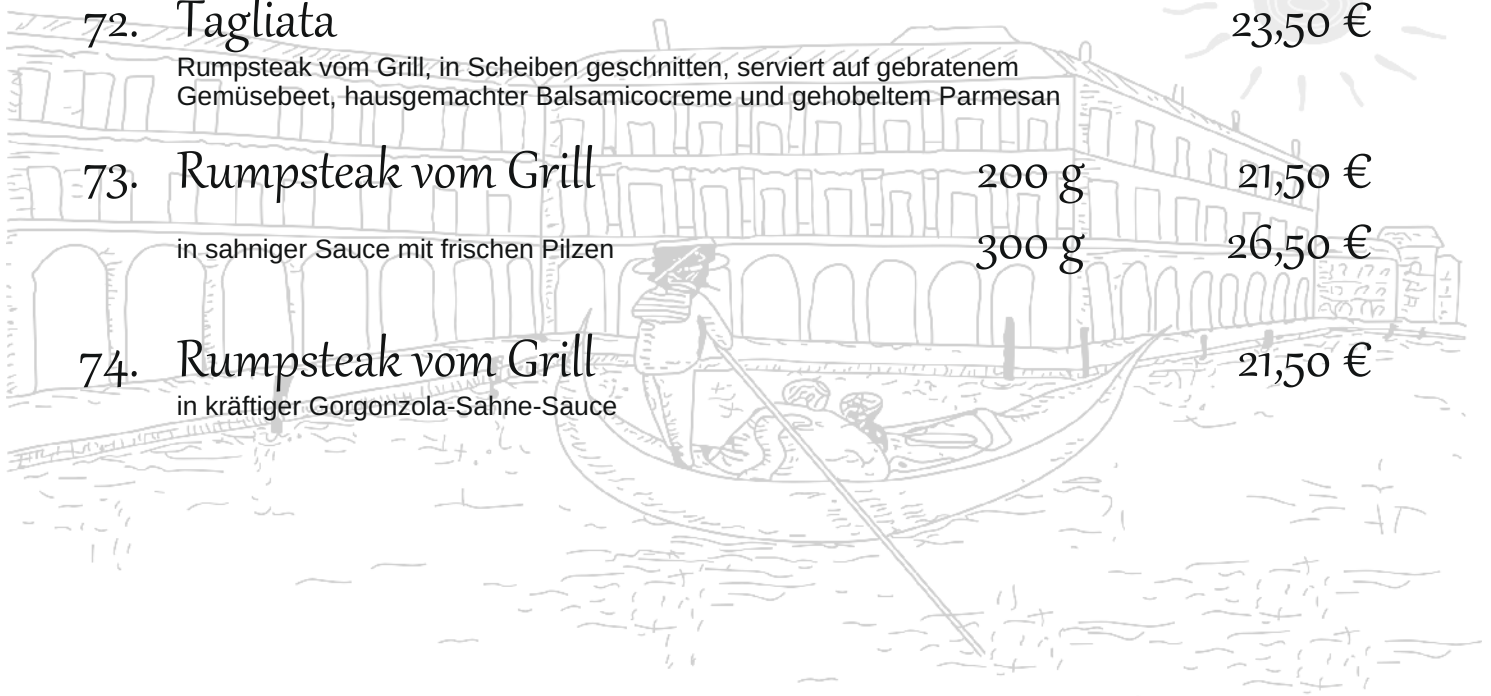 72. Tagliata 23,50 €
Rumpsteak vom Grill, in Scheiben geschnitten, serviert auf gebratenem
Gemüsebeet, hausgemachter Balsamicocreme und gehobeltem Parmesan
73. Rumpsteak vom Grill 200 g 21,50 €
in sahniger Sauce mit frischen Pilzen 300 g 26,50 €
74. Rumpsteak vom Grill 21,50 €
in kräftiger Gorgonzola-Sahne-Sauce